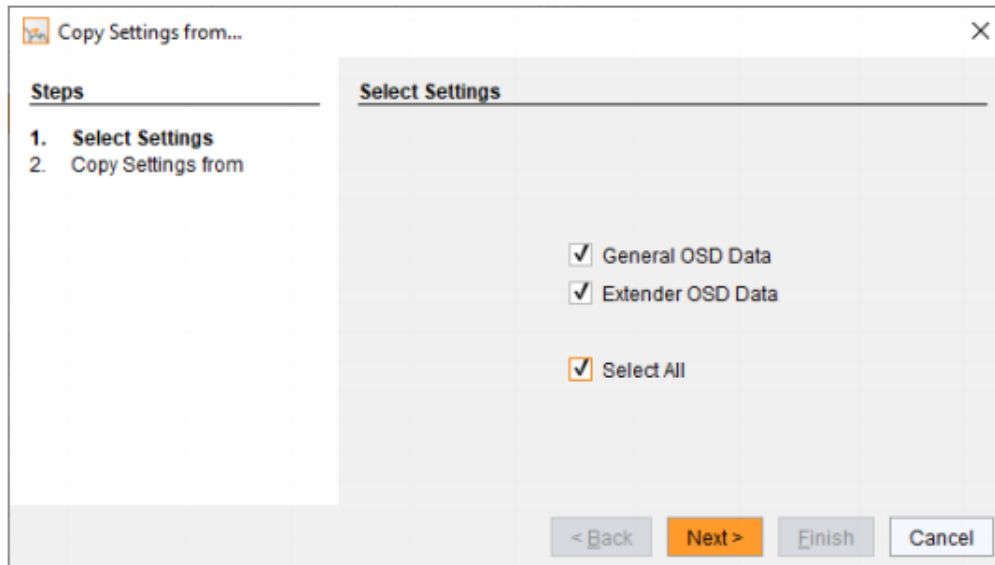 Copy Settings from...
Steps
1. Select Settings
2. Copy Settings from
Select Settings
General OSD Data
Extender OSD Data
Select All
< Back
Next >
Finish
Cancel